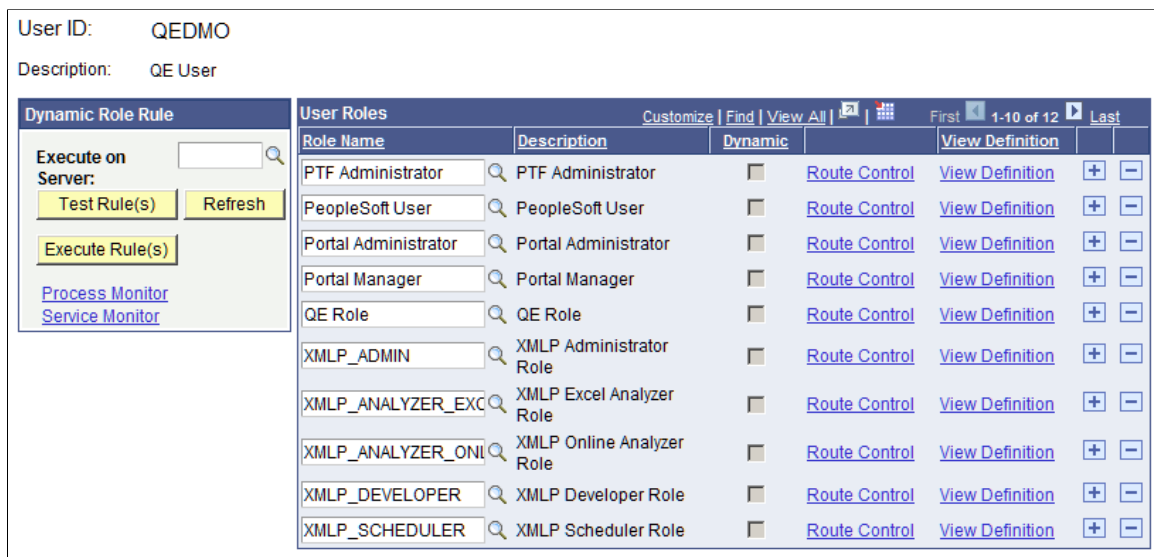 User ID: QEDMO
Description: QE User
Dynamic Role Rule
Execute on
Server:
Test Rule(s) Refresh
Execute Rule(s)
Process Monitor
Service Monitor
User Roles Customize | Find | View All | | First 1-10 of 12 Last
Role Name Description Dynamic View Definition
PTF Administrator PTF Administrator Route Control View Definition
PeopleSoft User PeopleSoft User Route Control View Definition
Portal Administrator Portal Administrator Route Control View Definition
Portal Manager Portal Manager Route Control View Definition
QE Role QE Role Route Control View Definition
XMLP_ADMIN XMLP Administrator Role Route Control View Definition
XMLP_ANALYZER_EXC XMLP Excel Analyzer Role Route Control View Definition
XMLP_ANALYZER_ONL XMLP Online Analyzer Role Route Control View Definition
XMLP_DEVELOPER XMLP Developer Role Route Control View Definition
XMLP_SCHEDULER XMLP Scheduler Role Route Control View Definition